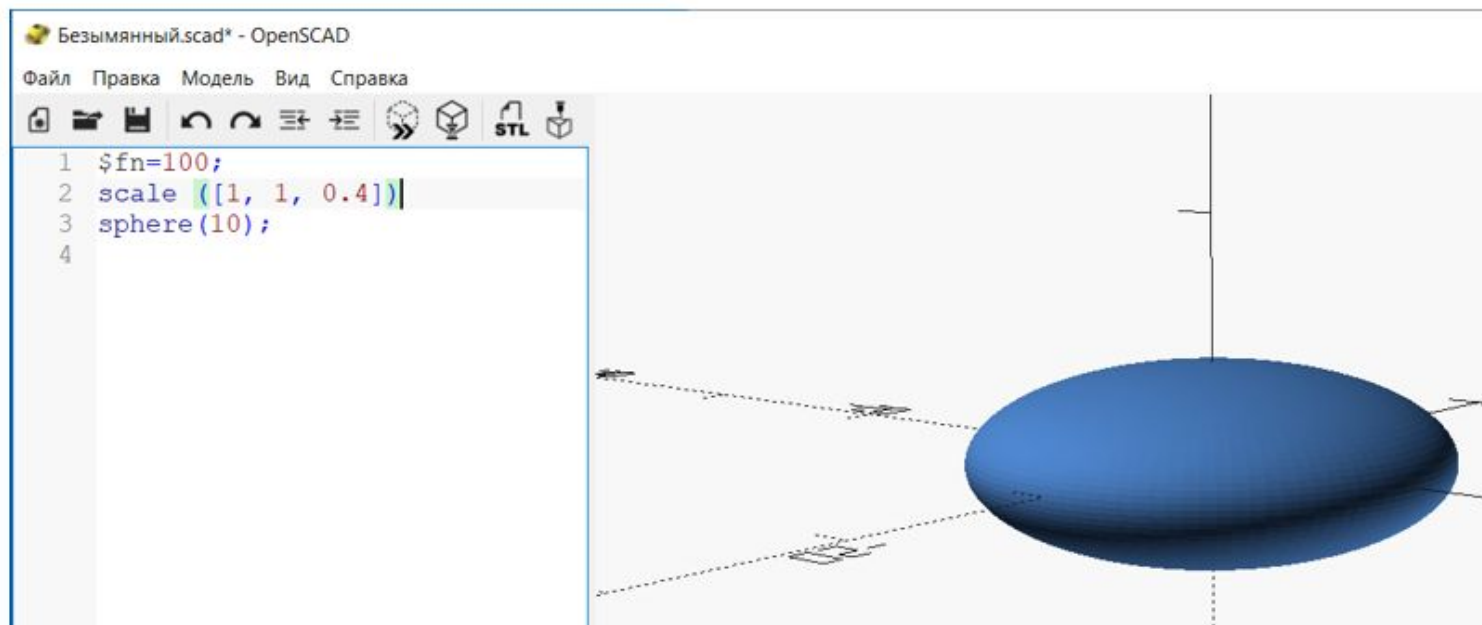 Безымянный.scad* - OpenSCAD
Файл Правка Модель Вид Справка
STL
1 $fn=100;
2 scale ([1, 1, 0.4])
3 sphere(10);
4